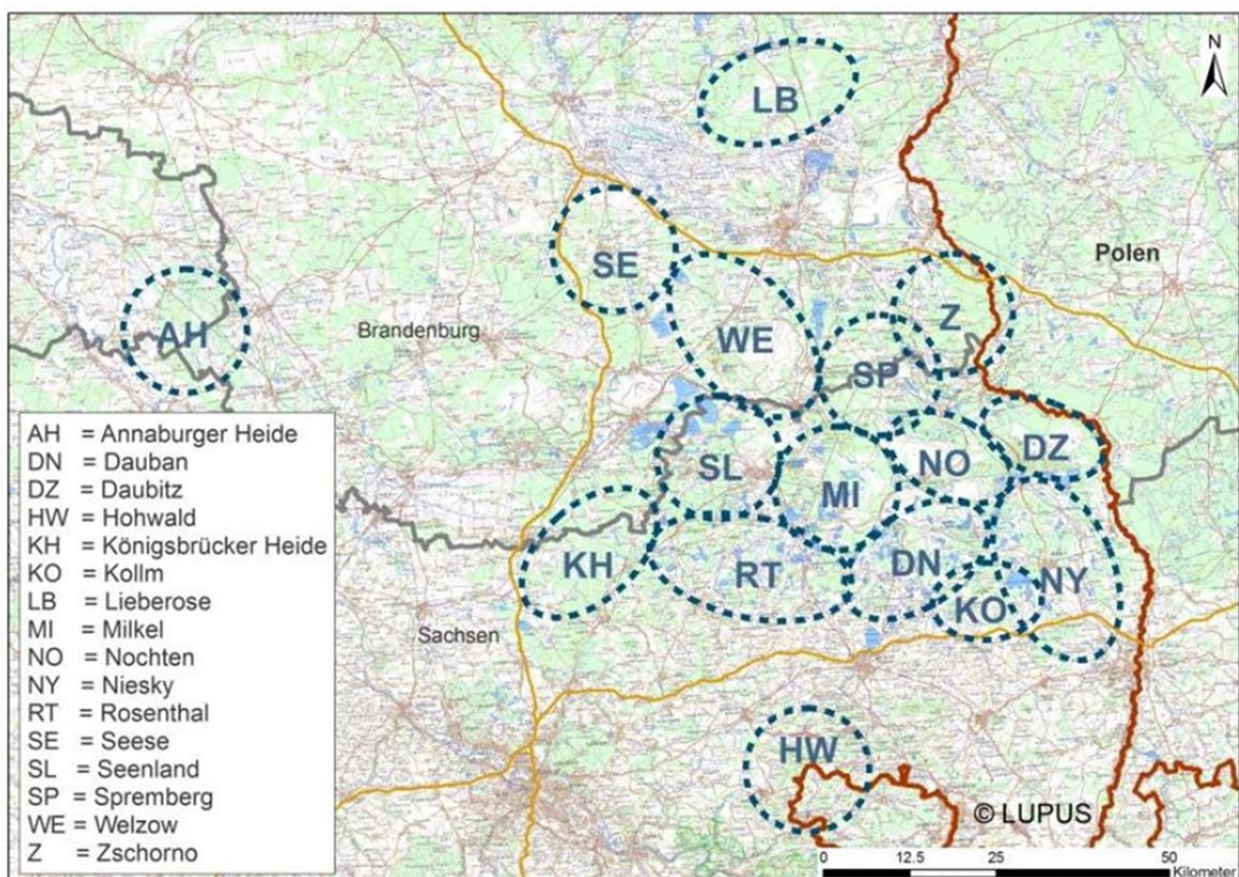 N
LB
Polen
SE
AH
Brandenburg
WE
Z
SP
SL
NO
DZ
MI
KH
RT
DN
NY
KO
Sachsen
HW
AH = Annaburger Heide
DN = Dauban
DZ = Daubitz
HW = Hohwald
KH = Königsbrücker Heide
KO = Kollm
LB = Lieberose
MI = Milkel
NO = Nochten
NY = Niesky
RT = Rosenthal
SE = Seese
SL = Seenland
SP = Spremberg
WE = Welzow
Z = Zschorno
© LUPUS
0 12.5 25 50
Kilometer